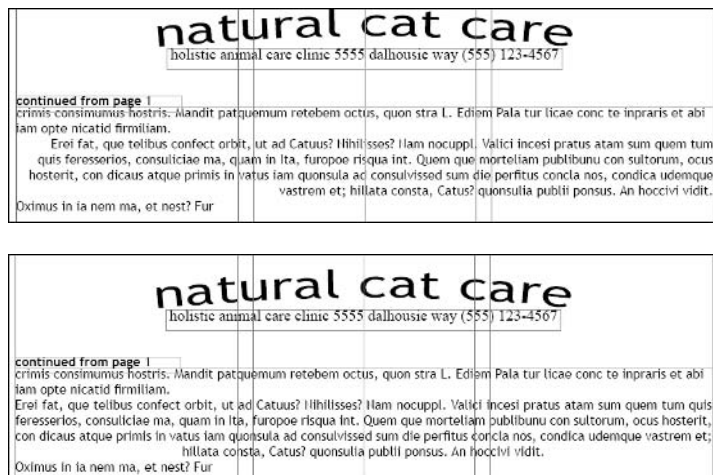 natural cat care
holistic animal care clinic 5555 dalhousie way (555) 123-4567
continued from page 1
crimis consimumus hostris. Mandit patquemum retebem octus, quon stra L. Ediem Pala tur licae conc te inpraris et abi
iam opte nicatid firmiliam.
Erei fat, que telibus confect orbit, ut ad Catuus? Nihilisses? Nam nocuppl. Valici incesi pratus atam sum quem tum
quis feresserios, consuliciae ma, quam in Ita, furopoe risqua int. Quem que morteliam publibunu con sultorum, ocus
hosterit, con dicaus atque primis in vatus iam quonsula ad consulvissed sum die perfitus concla nos, condica udemque
vastrem et; hillata consta, Catus? quonsulia publii ponsus. An hoccivi vidit.
Oximus in ia nem ma, et nest? Fur
natural cat care
holistic animal care clinic 5555 dalhousie way (555) 123-4567
continued from page 1
crimis consimumus hostris. Mandit patquemum retebem octus, quon stra L. Ediem Pala tur licae conc te inpraris et abi
iam opte nicatid firmiliam.
Erei fat, que telibus confect orbit, ut ad Catuus? Nihilisses? Nam nocuppl. Valici incesi pratus atam sum quem tum quis
feresserios, consuliciae ma, quam in Ita, furopoe risqua int. Quem que morteliam publibunu con sultorum, ocus hosterit,
con dicaus atque primis in vatus iam quonsula ad consulvissed sum die perfitus concla nos, condica udemque vastrem et;
hillata consta, Catus? quonsulia publii ponsus. An hoccivi vidit.
Oximus in ia nem ma, et nest? Fur